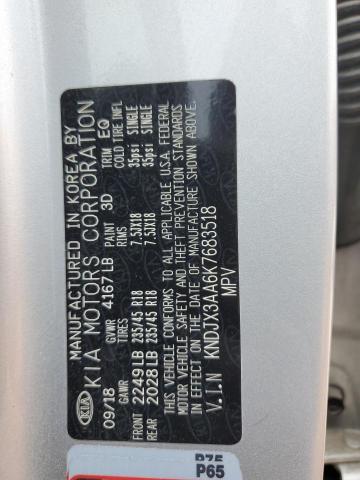 KIA
MANUFACTURED IN KOREA BY
KIA MOTORS CORPORATION
09/18 GVWR 4167LB PAINT 3D TRIM EQ
GAWR TIRES RIMS COLD TIRE INFL
FRONT 2249LB 235/45 R18 7.5JX18 35psi SINGLE
REAR 2028LB 235/45 R18 7.5JX18 35psi SINGLE
THIS VEHICLE CONFORMS TO ALL APPLICABLE U.S.A. FEDERAL
MOTOR VEHICLE SAFETY AND THEFT PREVENTION STANDARDS
IN EFFECT ON THE DATE OF MANUFACTURE SHOWN ABOVE.
V.I.N KNDJX3AA6K7683518
MPV
P65